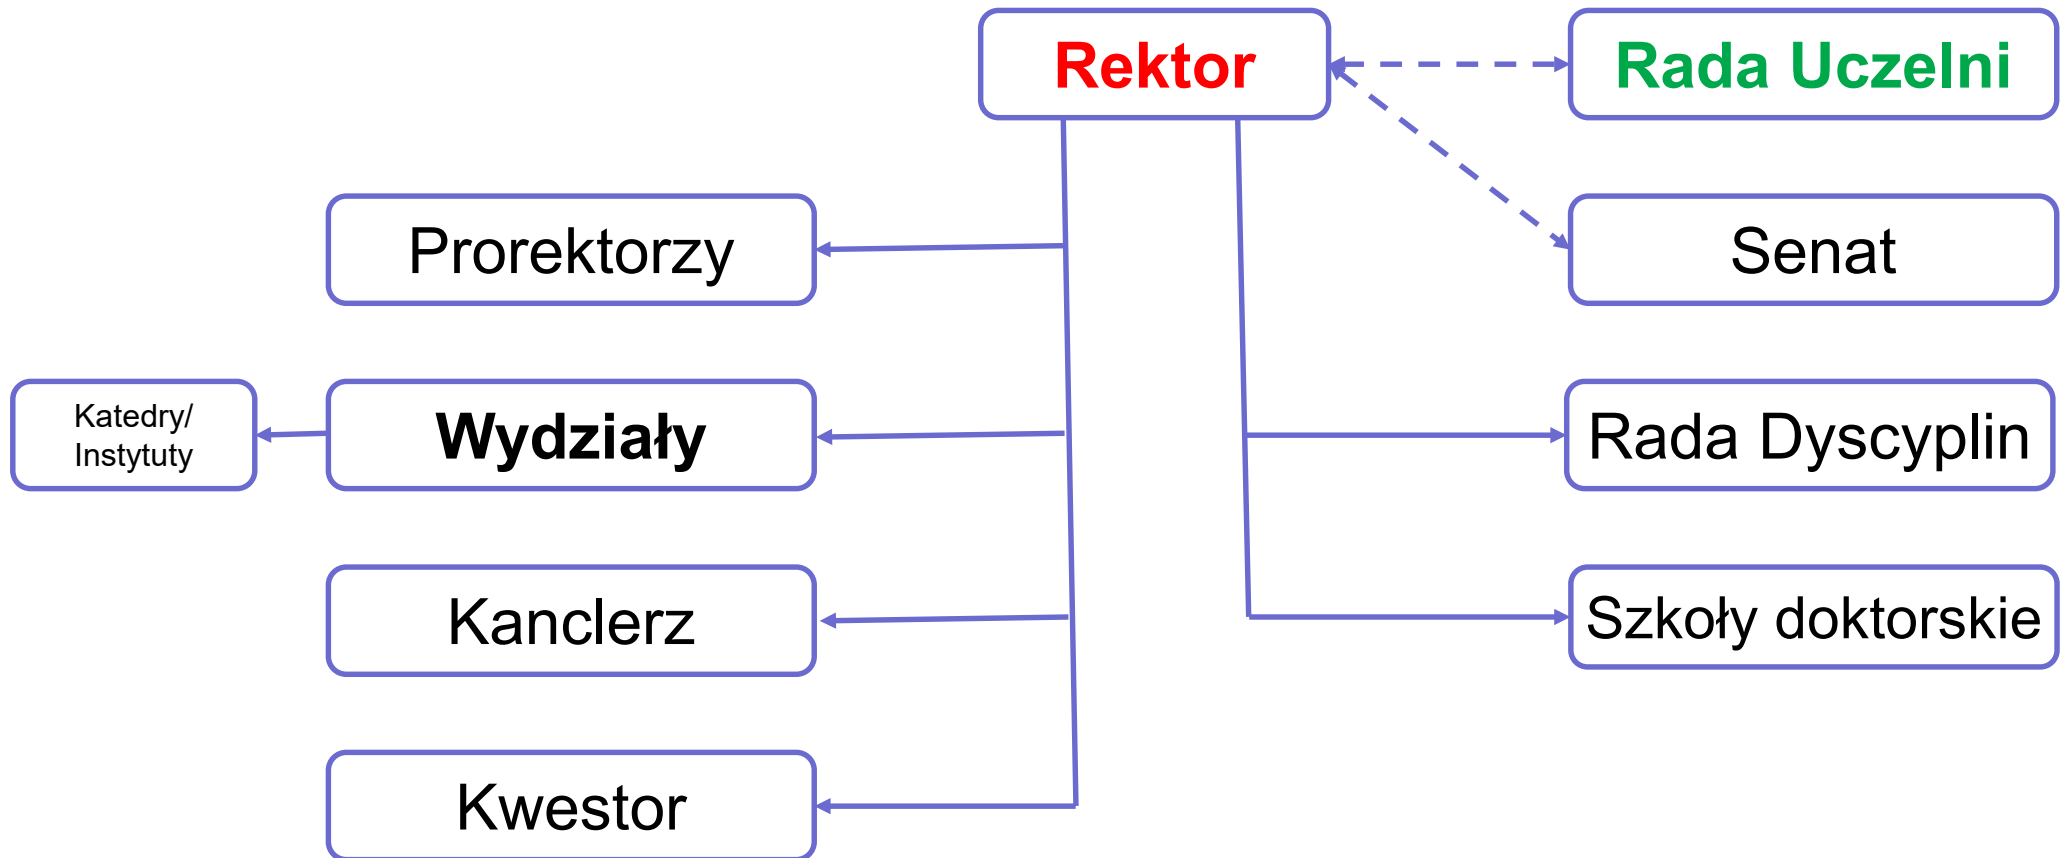 Rektor
Rada Uczelni
Prorektorzy
Senat
Katedry/
Instytuty
Wydziały
Rada Dyscyplin
Kanclerz
Szkoły doktorskie
Kwestor